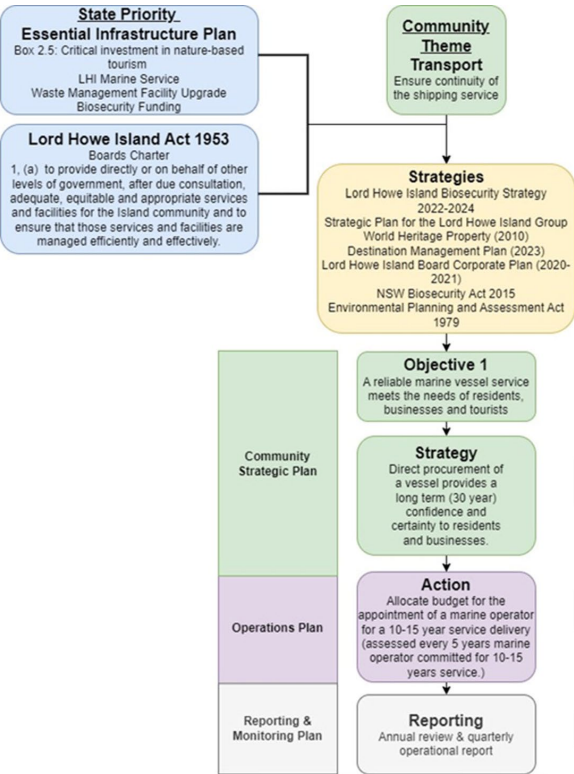 State Priority
Essential Infrastructure Plan
Box 2.5: Critical investment in nature-based
tourism
LHI Marine Service
Waste Management Facility Upgrade
Biosecurity Funding
Community
Theme
Transport
Ensure continuity of
the shipping service
Lord Howe Island Act 1953
Boards Charter
1, (a) to provide directly or on behalf of other
levels of government, after due consultation,
adequate, equitable and appropriate services
and facilities for the Island community and to
ensure that those services and facilities are
managed efficiently and effectively.
Strategies
Lord Howe Island Biosecurity Strategy
2022-2024
Strategic Plan for the Lord Howe Island Group
World Heritage Property (2010)
Destination Management Plan (2023)
Lord Howe Island Board Corporate Plan (2020-
2021)
NSW Biosecurity Act 2015
Environmental Planning and Assessment Act
1979
Community
Strategic Plan
Objective 1
A reliable marine vessel service
meets the needs of residents,
businesses and tourists
Strategy
Direct procurement of
a vessel provides a
long term (30 year)
confidence and
certainty to residents
and businesses.
Operations Plan
Action
Allocate budget for the
appointment of a marine operator
for a 10-15 year service delivery
(assessed every 5 years marine
operator committed for 10-15
years service.)
Reporting &
Monitoring Plan
Reporting
Annual review & quarterly
operational report